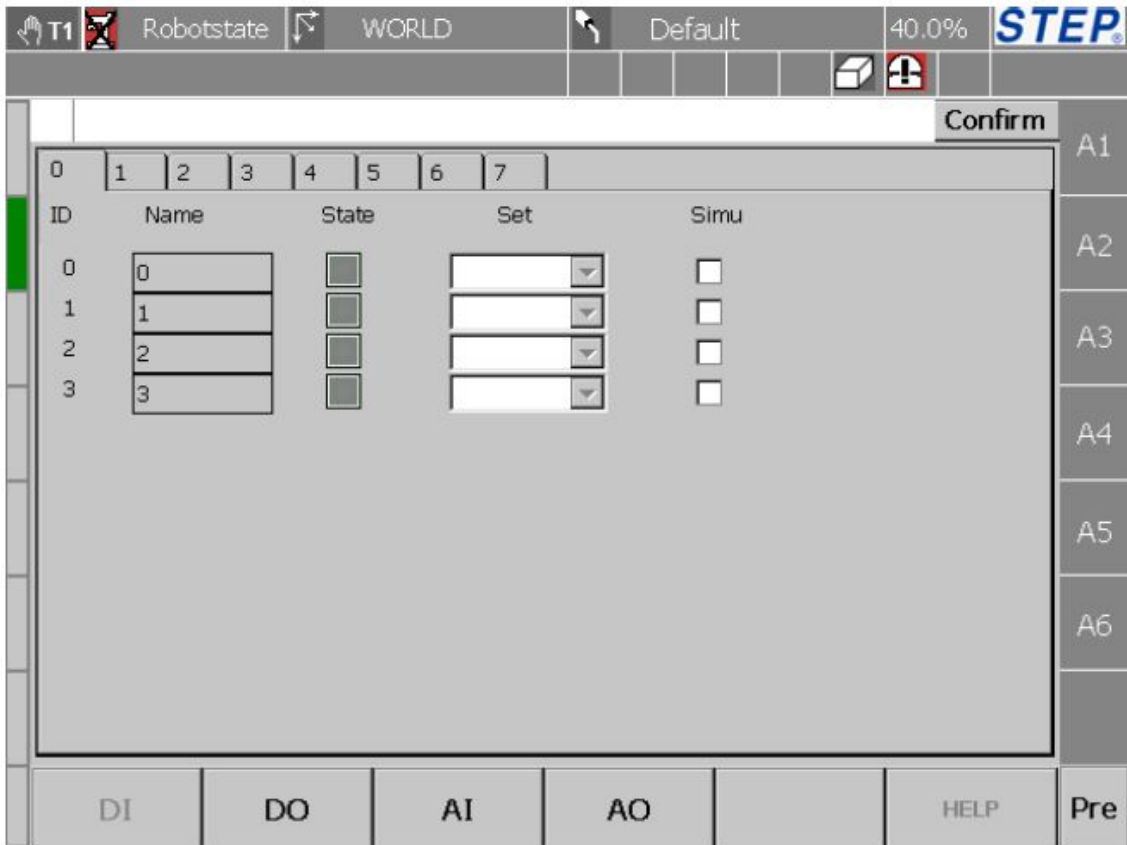 T1 Robotstate WORLD Default 40.0% STEP®
Confirm
0 1 2 3 4 5 6 7
ID Name State Set Simu
0 0
1 1
2 2
3 3
A1
A2
A3
A4
A5
A6
DI DO AI AO HELP Pre